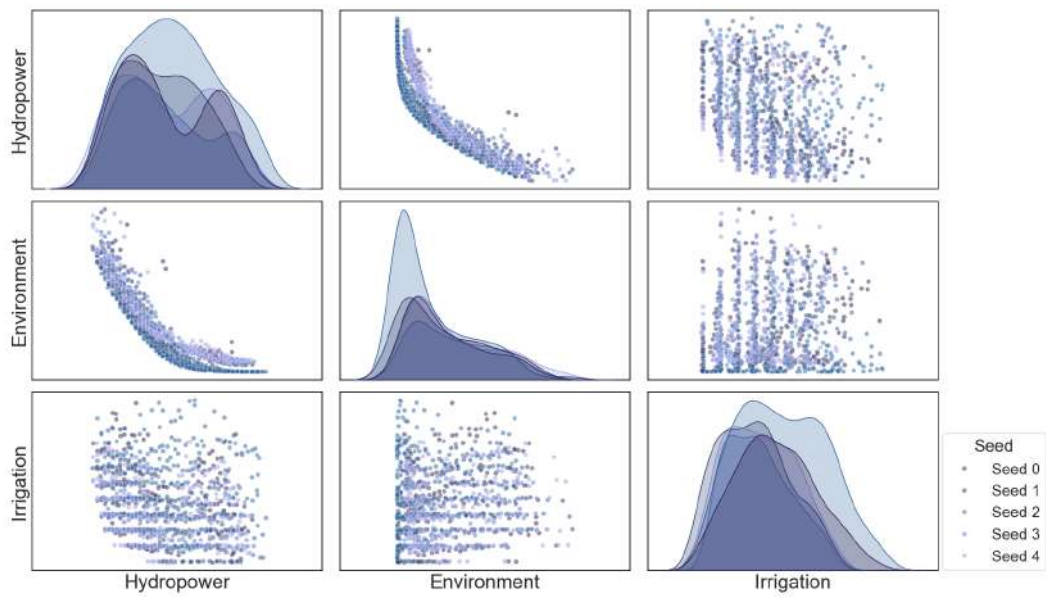 Hydropower
Environment
Irrigation
Hydropower
Environment
Irrigation
Seed
Seed 0
Seed 1
Seed 2
Seed 3
Seed 4